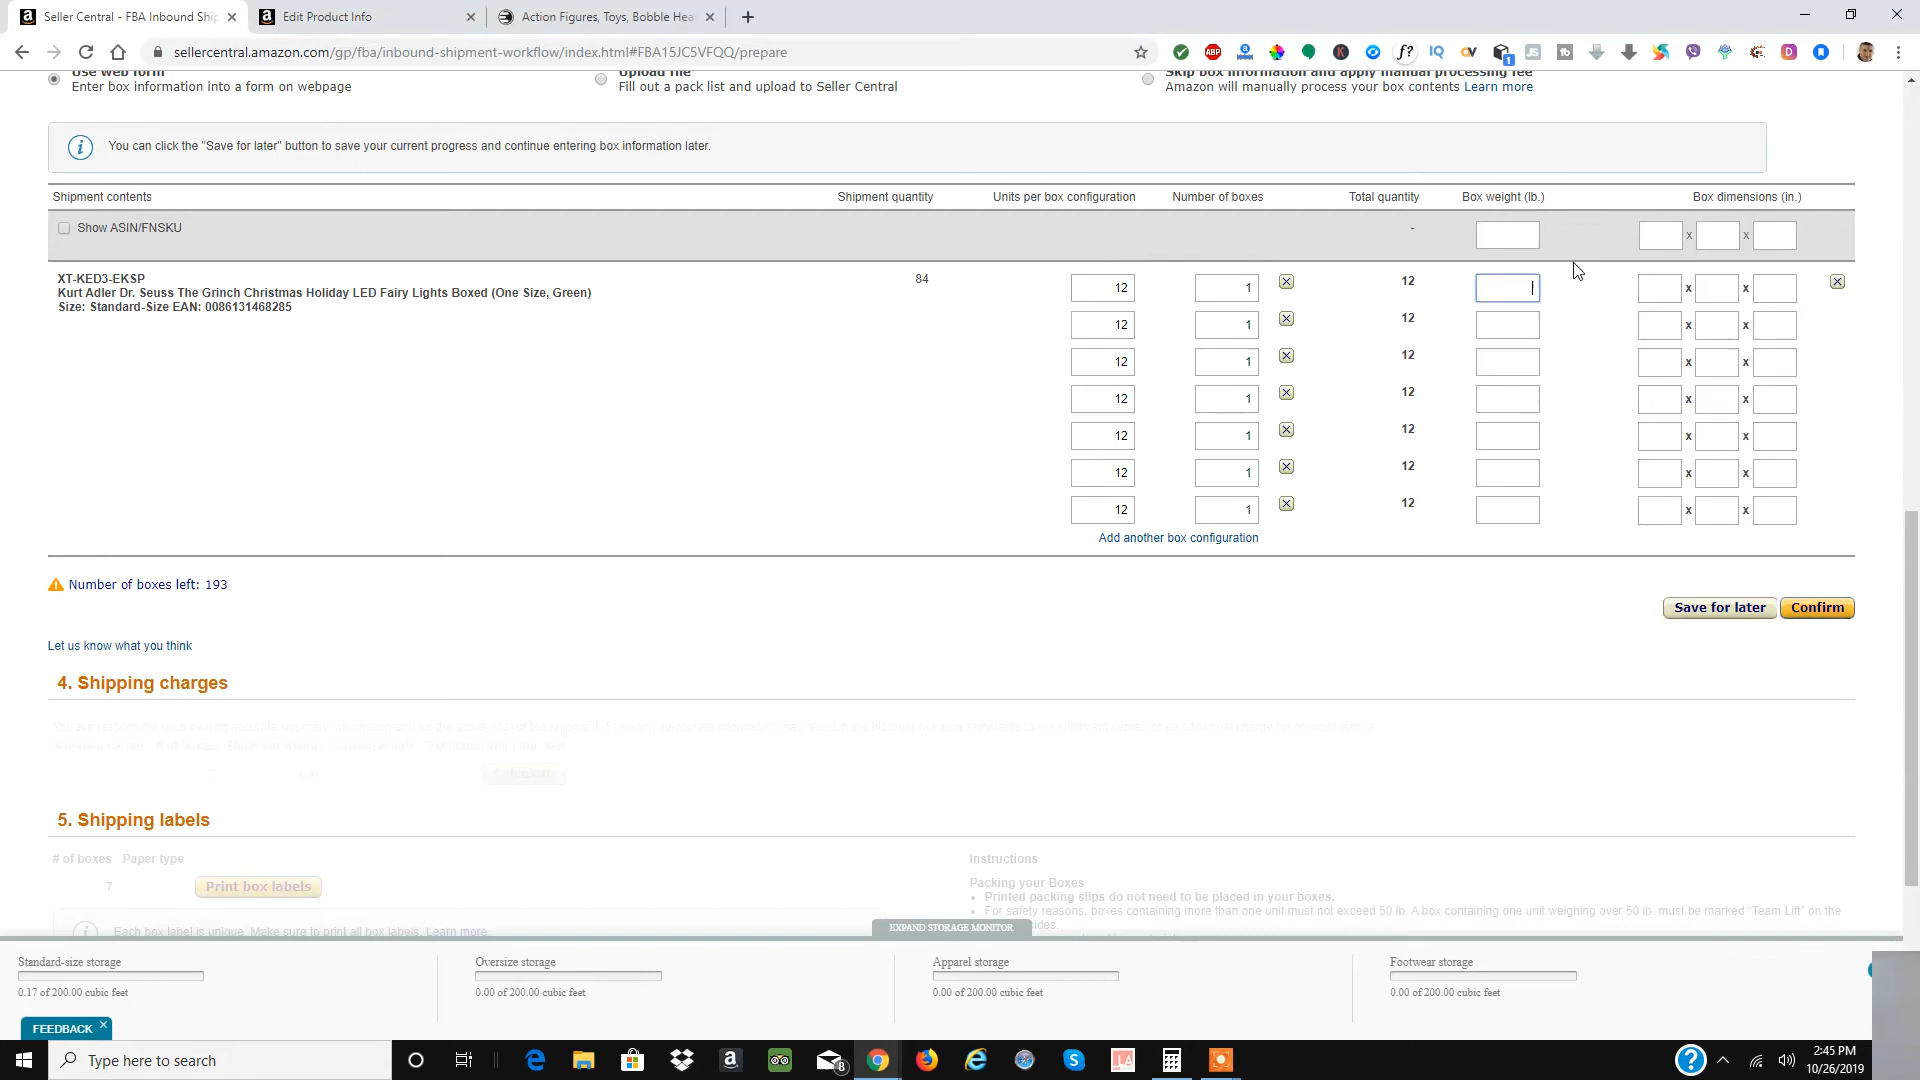 Seller Central - FBA Inbound Ship
Edit Product Info
Action Figures, Toys, Bobble Hea
sellercentral.amazon.com/gp/fba/inbound-shipment-workflow/index.html#FBA15JC5VFQQ/prepare
Use web form
Enter box information into a form on webpage
Upload file
Fill out a pack list and upload to Seller Central
Skip box information and apply manual processing fee
Amazon will manually process your box contents Learn more
You can click the "Save for later" button to save your current progress and continue entering box information later.
Shipment contents Shipment quantity Units per box configuration Number of boxes Total quantity Box weight (lb.) Box dimensions (in.)
Show ASIN/FNSKU - x x
XT-KED3-EKSP 84 12 1 12 x x
Kurt Adler Dr. Seuss The Grinch Christmas Holiday LED Fairy Lights Boxed (One Size, Green)
Size: Standard-Size EAN: 0086131468285
12 1 12 x x
12 1 12 x x
12 1 12 x x
12 1 12 x x
12 1 12 x x
12 1 12 x x
Add another box configuration
Number of boxes left: 193
Save for later Confirm
Let us know what you think
4. Shipping charges
5. Shipping labels
# of boxes Paper type
7 Print box labels
Each box label is unique. Make sure to print all box labels. Learn more
Instructions
Packing your Boxes
Printed packing slips do not need to be placed in your boxes.
For safety reasons, boxes containing more than one unit must not exceed 50 lb. A box containing one unit weighing over 50 lb. must be marked "Team Lift" on the
EXPAND STORAGE MONITOR
Standard-size storage
0.17 of 200.00 cubic feet
Oversize storage
0.00 of 200.00 cubic feet
Apparel storage
0.00 of 200.00 cubic feet
Footwear storage
0.00 of 200.00 cubic feet
FEEDBACK
Type here to search
8
2:45 PM
10/26/2019